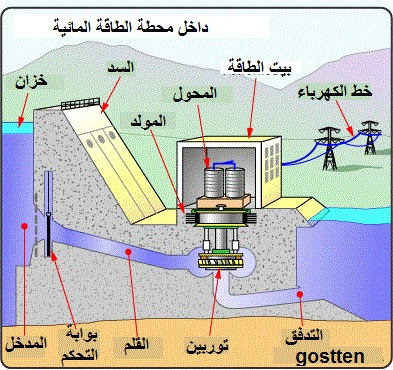 داخل محطة الطاقة المائية
خزان
السد
بيت الطاقة
المحول
المولد
خط الكهرباء
المدخل
بوابة
التحكم
القلم
توربين
التدفق
gostten